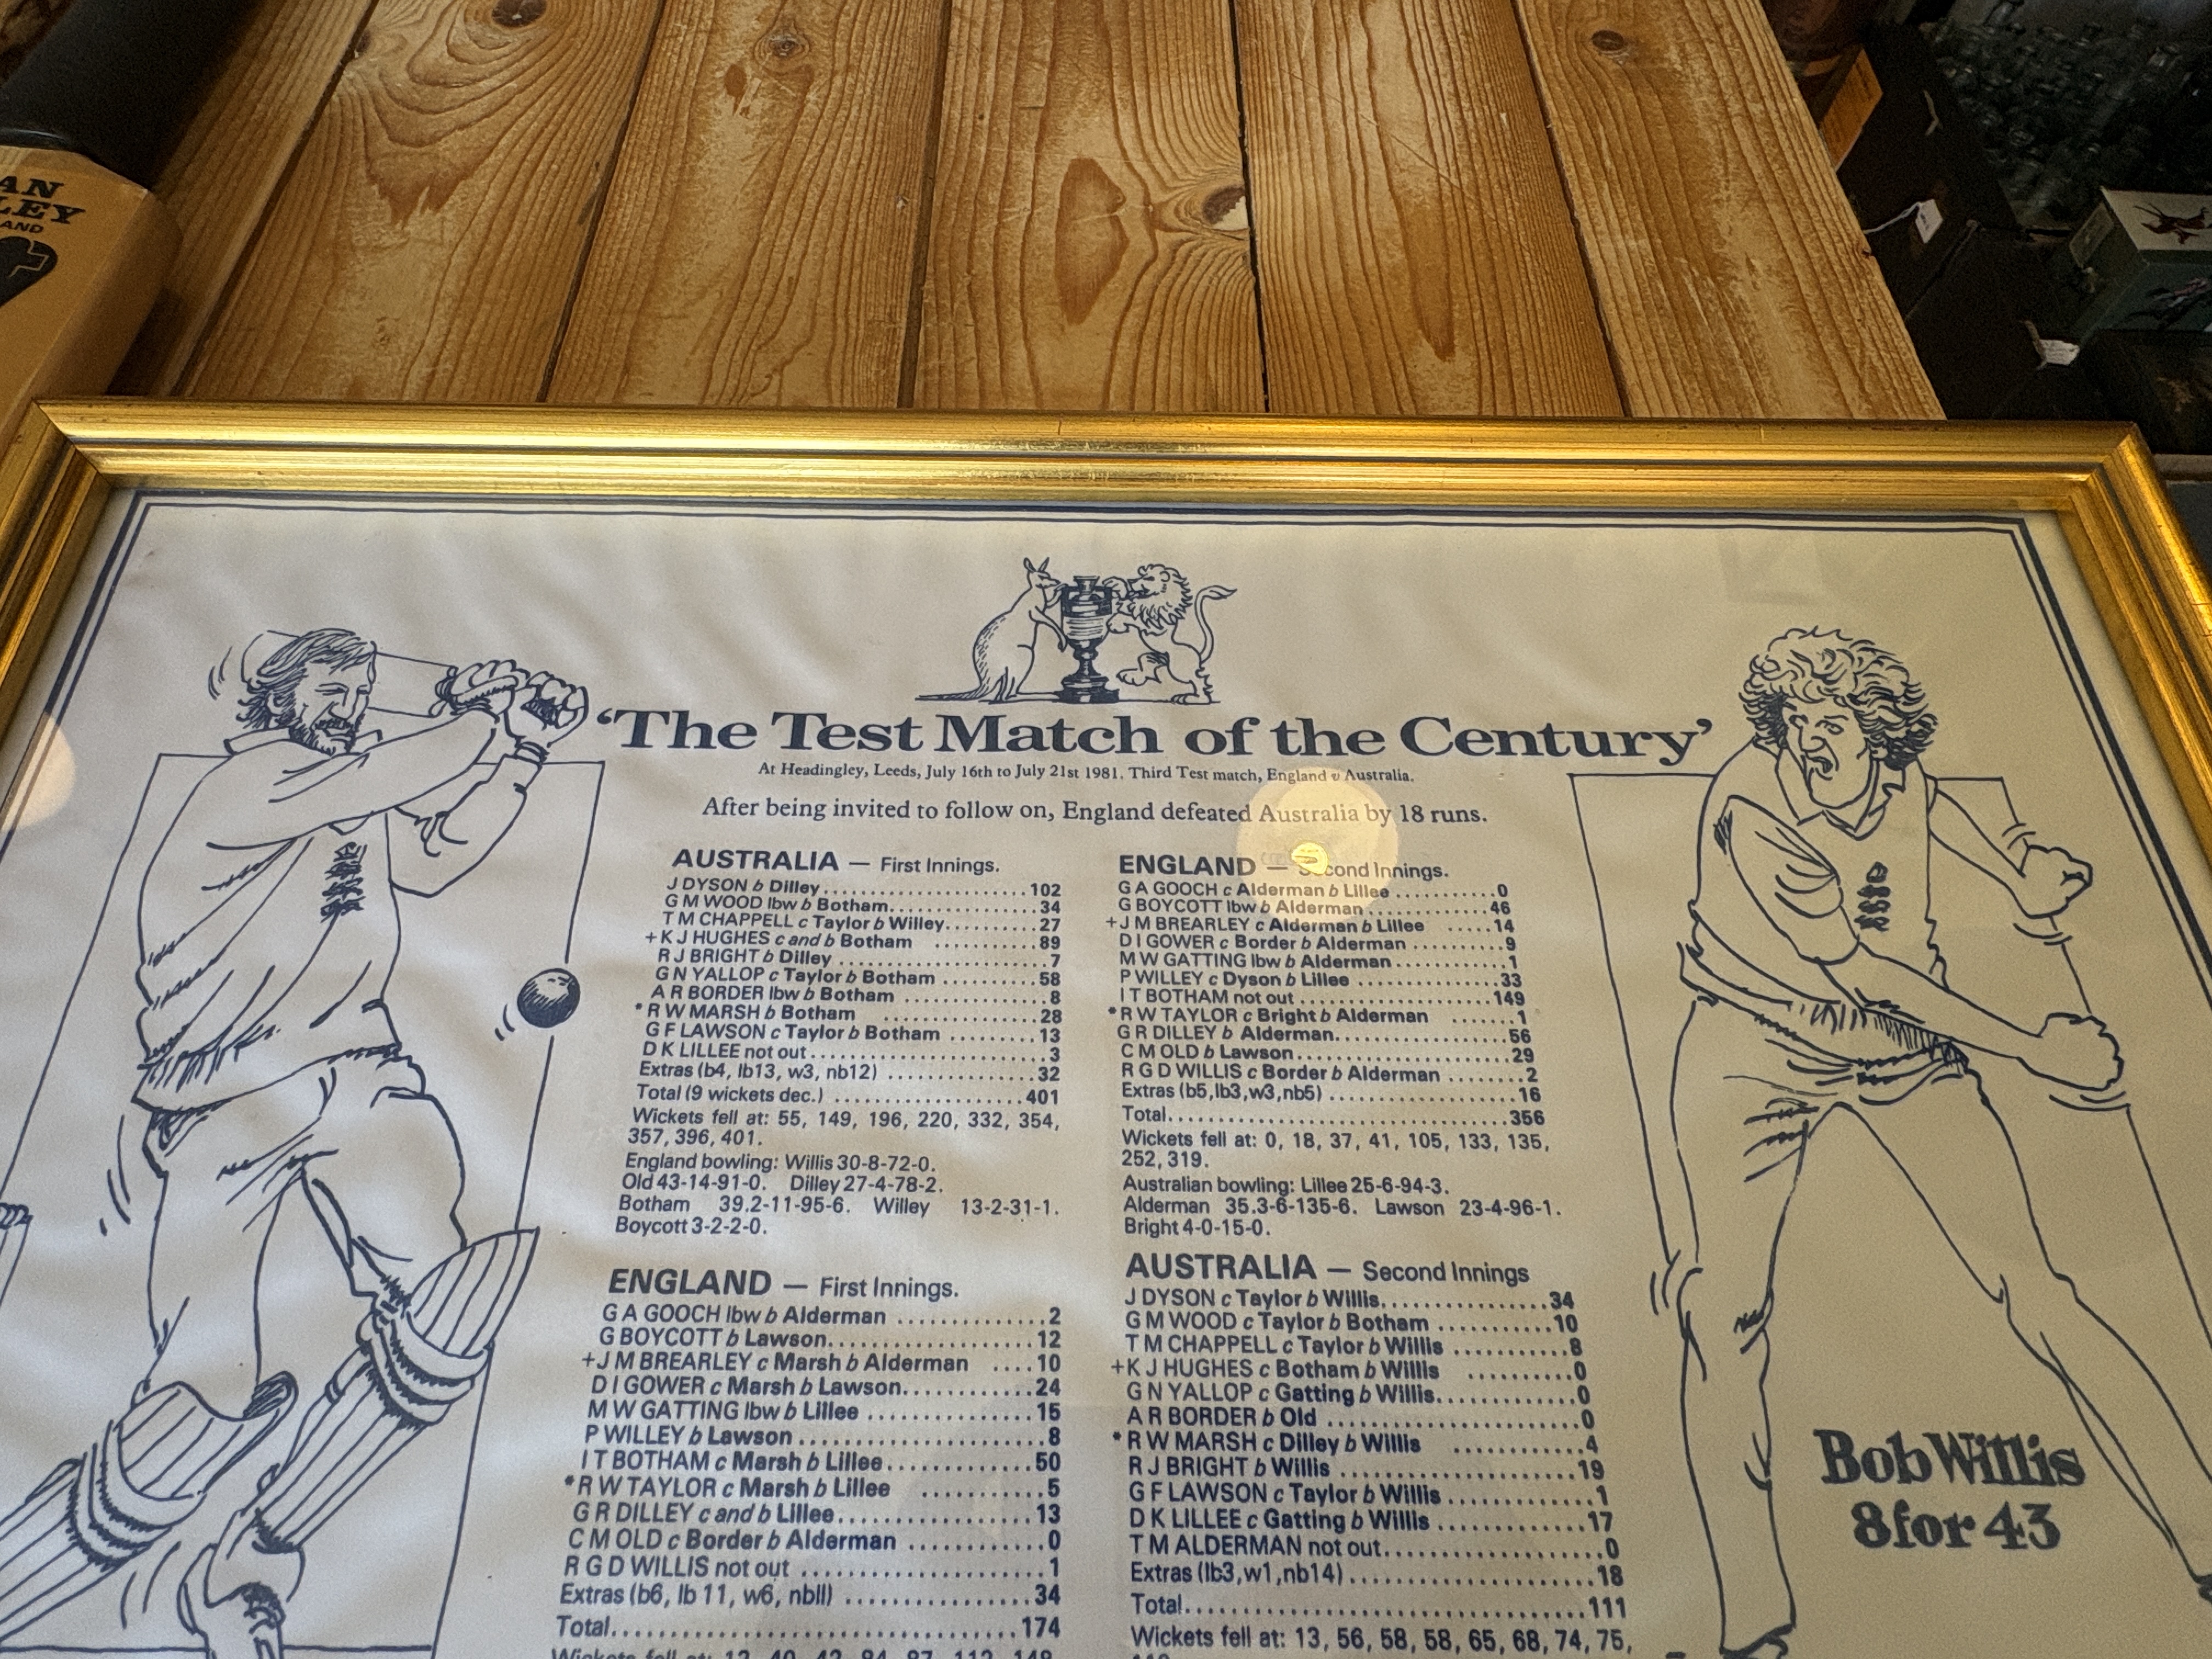 AN
LEY
AND
'The Test Match of the Century'
At Headingley, Leeds, July 16th to July 21st 1981. Third Test match, England v Australia.
After being invited to follow on, England defeated Australia by 18 runs.
AUSTRALIA — First Innings.
J DYSON b Dilley..............................102
G M WOOD lbw b Botham.....................34
T M CHAPPELL c Taylor b Willey.............27
+K J HUGHES c and b Botham ..............89
R J BRIGHT b Dilley ..............................7
G N YALLOP c Taylor b Botham .............58
A R BORDER lbw b Botham ....................8
*R W MARSH b Botham ......................28
G F LAWSON c Taylor b Botham ............13
D K LILLEE not out................................3
Extras (b4, lb13, w3, nb12) ....................32
Total (9 wickets dec.) ..........................401
Wickets fell at: 55, 149, 196, 220, 332, 354,
357, 396, 401.
England bowling: Willis 30-8-72-0.
Old 43-14-91-0. Dilley 27-4-78-2.
Botham 39.2-11-95-6. Willey 13-2-31-1.
Boycott 3-2-2-0.
ENGLAND — First Innings.
G A GOOCH lbw b Alderman ..................2
G BOYCOTT b Lawson..........................12
+J M BREARLEY c Marsh b Alderman ....10
D I GOWER c Marsh b Lawson................24
M W GATTING lbw b Lillee ....................15
P WILLEY b Lawson ..............................8
I T BOTHAM c Marsh b Lillee..................50
*R W TAYLOR c Marsh b Lillee ..............5
G R DILLEY c and b Lillee......................13
C M OLD c Border b Alderman ................0
R G D WILLIS not out ............................1
Extras (b6, lb 11, w6, nbll) ....................34
Total..............................................174
ENGLAND — Second Innings.
G A GOOCH c Alderman b Lillee ............0
G BOYCOTT lbw b Alderman ................46
+J M BREARLEY c Alderman b Lillee .....14
D I GOWER c Border b Alderman ............9
M W GATTING lbw b Alderman..............1
P WILLEY c Dyson b Lillee ....................33
I T BOTHAM not out ..........................149
*R W TAYLOR c Bright b Alderman .......1
G R DILLEY b Alderman......................56
C M OLD b Lawson............................29
R G D WILLIS c Border b Alderman ........2
Extras (b5,lb3,w3,nb5) ........................16
Total............................................356
Wickets fell at: 0, 18, 37, 41, 105, 133, 135,
252, 319.
Australian bowling: Lillee 25-6-94-3.
Alderman 35.3-6-135-6. Lawson 23-4-96-1.
Bright 4-0-15-0.
AUSTRALIA — Second Innings
J DYSON c Taylor b Willis....................34
G M WOOD c Taylor b Botham .............10
T M CHAPPELL c Taylor b Willis ............8
+K J HUGHES c Botham b Willis ..........0
G N YALLOP c Gatting b Willis..............0
A R BORDER b Old ............................0
*R W MARSH c Dilley b Willis .............4
R J BRIGHT b Willis ..........................19
G F LAWSON c Taylor b Willis..............1
D K LILLEE c Gatting b Willis ..............17
T M ALDERMAN not out......................0
Extras (lb3,w1,nb14)..........................18
Total............................................111
Wickets fell at: 13, 56, 58, 58, 65, 68, 74, 75,
Bob Willis
8 for 43